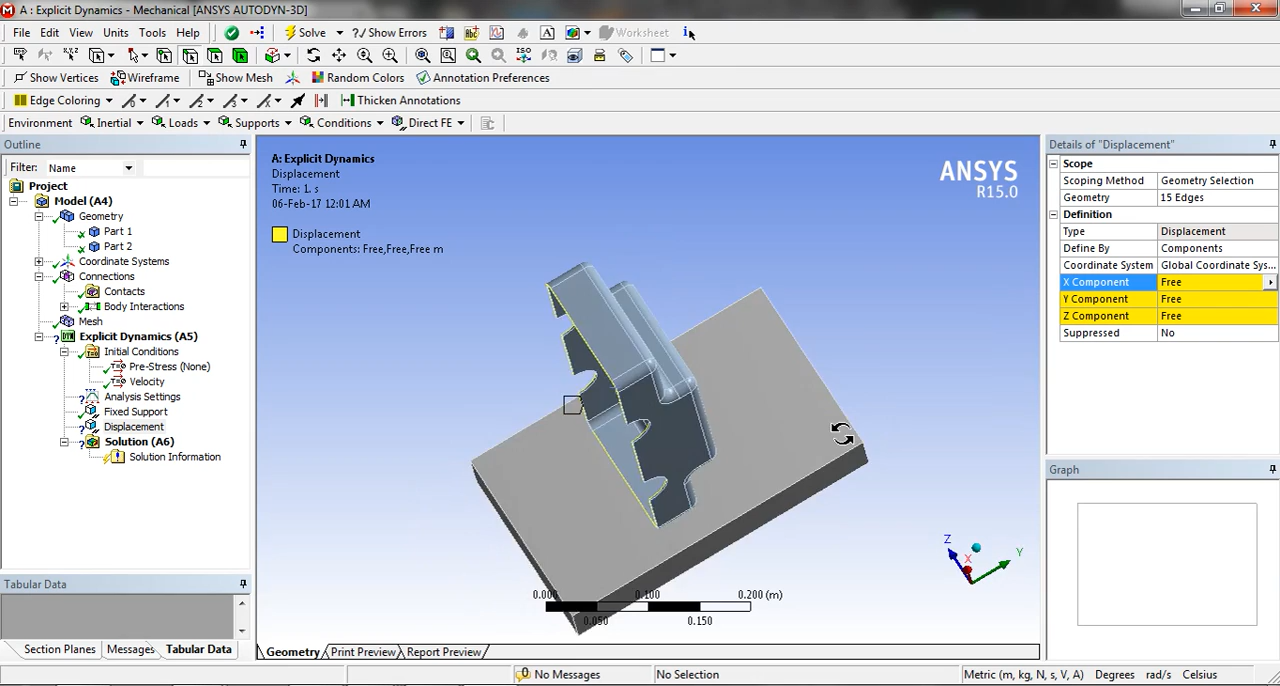 A : Explicit Dynamics - Mechanical [ANSYS AUTODYN-3D]
File Edit View Units Tools Help Solve ?/ Show Errors Worksheet
Show Vertices Wireframe Show Mesh Random Colors Annotation Preferences
Edge Coloring Thicken Annotations
Environment Inertial Loads Supports Conditions Direct FE
Outline
Filter: Name
Project
Model (A4)
Geometry
Part 1
Part 2
Coordinate Systems
Connections
Contacts
Body Interactions
Mesh
Explicit Dynamics (A5)
Initial Conditions
Pre-Stress (None)
Velocity
Analysis Settings
Fixed Support
Displacement
Solution (A6)
Solution Information
Tabular Data
Section Planes Messages Tabular Data
A: Explicit Dynamics
Displacement
Time: 1. s
06-Feb-17 12:01 AM
Displacement
Components: Free,Free,Free m
ANSYS
R15.0
Z
X
Y
0.000 0.100 0.200 (m)
0.050 0.150
Geometry Print Preview Report Preview
Details of "Displacement"
Scope
Scoping Method Geometry Selection
Geometry 15 Edges
Definition
Type Displacement
Define By Components
Coordinate System Global Coordinate Sys...
X Component Free
Y Component Free
Z Component Free
Suppressed No
Graph
0 No Messages No Selection Metric (m, kg, N, s, V, A) Degrees rad/s Celsius